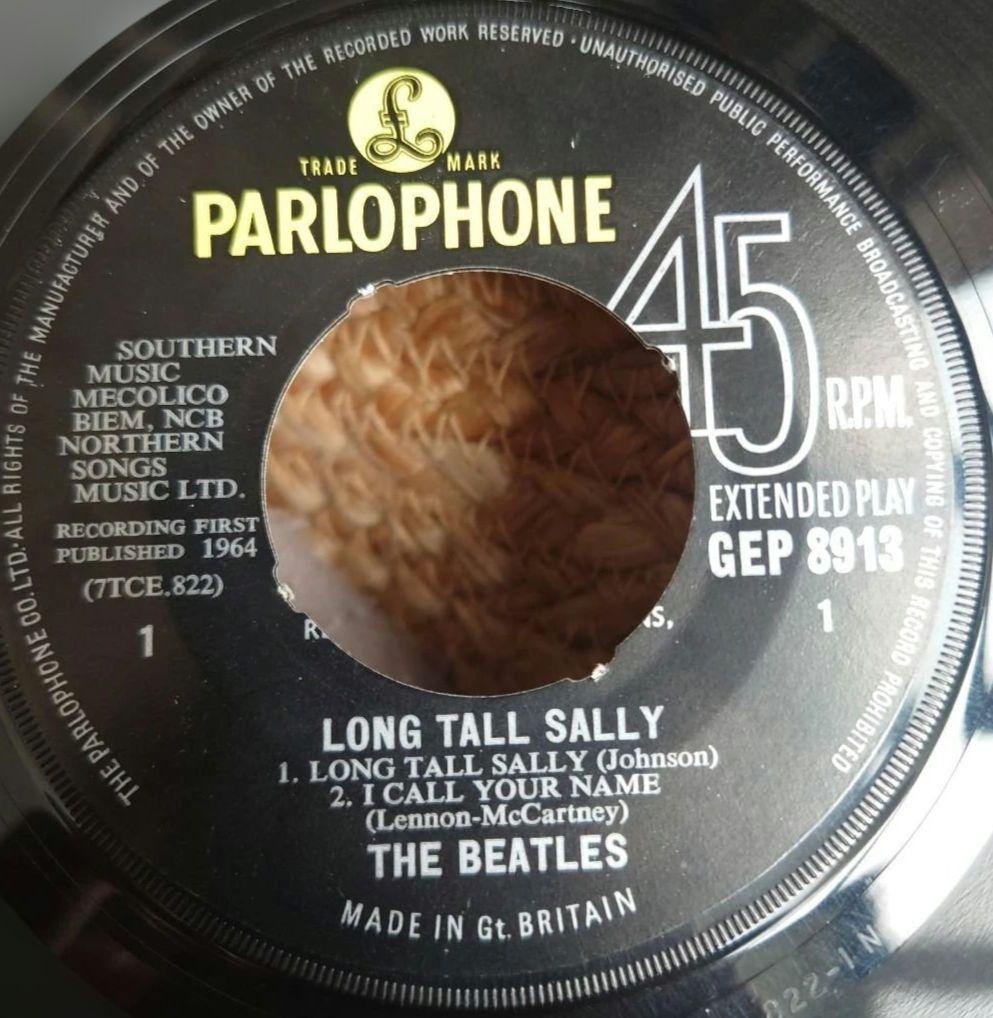 THE PARLOPHONE CO. LTD. · ALL RIGHTS OF THE MANUFACTURER AND OF THE OWNER OF THE RECORDED WORK RESERVED · UNAUTHORISED PUBLIC PERFORMANCE BROADCASTING AND COPYING OF THIS RECORD PROHIBITED
£
TRADE MARK
PARLOPHONE
45
R.P.M.
SOUTHERN
MUSIC
MECOLICO
BIEM, NCB
NORTHERN
SONGS
MUSIC LTD.
RECORDING FIRST
PUBLISHED 1964
(7TCE.822)
1
EXTENDED PLAY
GEP 8913
1
LONG TALL SALLY
1. LONG TALL SALLY (Johnson)
2. I CALL YOUR NAME
(Lennon-McCartney)
THE BEATLES
MADE IN Gt. BRITAIN
822-1N